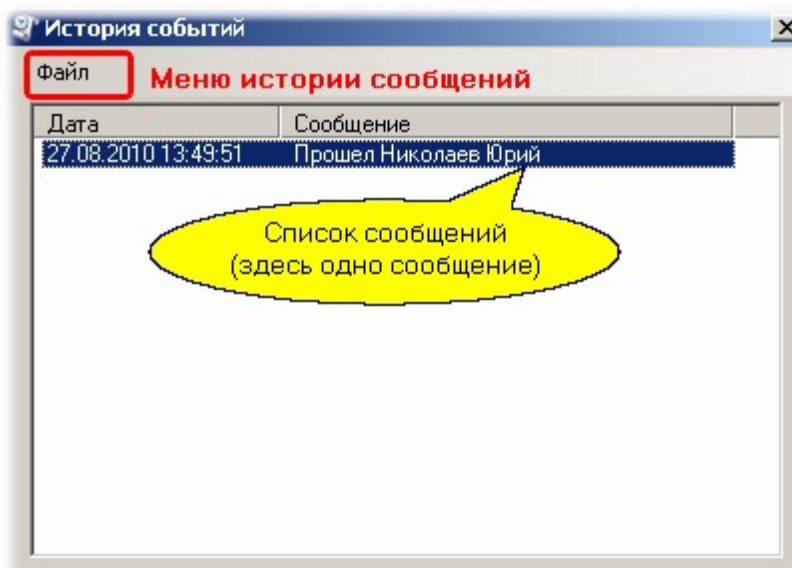 История событий
Файл
Меню истории сообщений
Дата Сообщение
27.08.2010 13:49:51 Прошел Николаев Юрий
Список сообщений
(здесь одно сообщение)